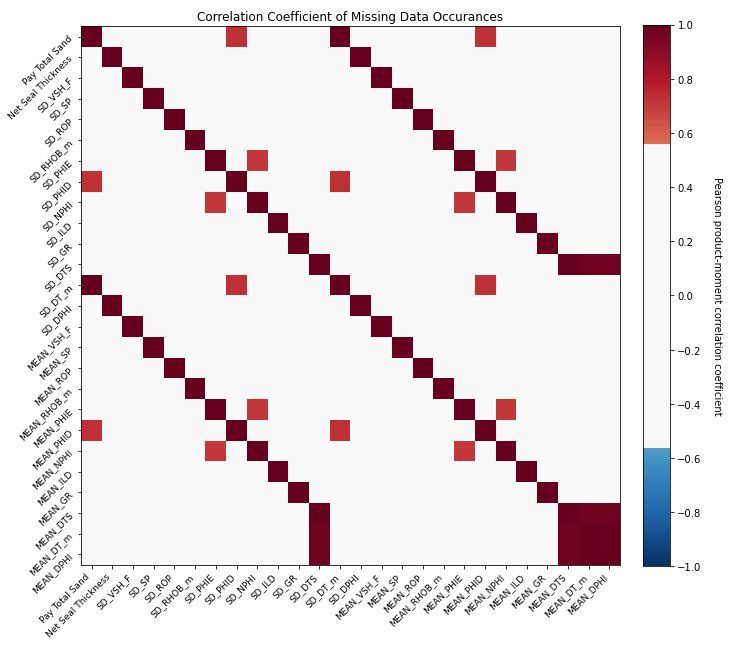 Correlation Coefficient of Missing Data Occurances
Pay Total Sand
Net Seal Thickness
SD_VSH_F
SD_SP
SD_ROP
SD_RHOB_m
SD_PHIE
SD_PHID
SD_NPHI
SD_ILD
SD_GR
SD_DTS
SD_DT_m
SD_DPHI
MEAN_VSH_F
MEAN_SP
MEAN_ROP
MEAN_RHOB_m
MEAN_PHIE
MEAN_PHID
MEAN_NPHI
MEAN_ILD
MEAN_GR
MEAN_DTS
MEAN_DT_m
MEAN_DPHI
Pay Total Sand
Net Seal Thickness
SD_VSH_F
SD_SP
SD_ROP
SD_RHOB_m
SD_PHIE
SD_PHID
SD_NPHI
SD_ILD
SD_GR
SD_DTS
SD_DT_m
SD_DPHI
MEAN_VSH_F
MEAN_SP
MEAN_ROP
MEAN_RHOB_m
MEAN_PHIE
MEAN_PHID
MEAN_NPHI
MEAN_ILD
MEAN_GR
MEAN_DTS
MEAN_DT_m
MEAN_DPHI
1.0
0.8
0.6
0.4
0.2
0.0
−0.2
−0.4
−0.6
−0.8
−1.0
Pearson product-moment correlation coefficient